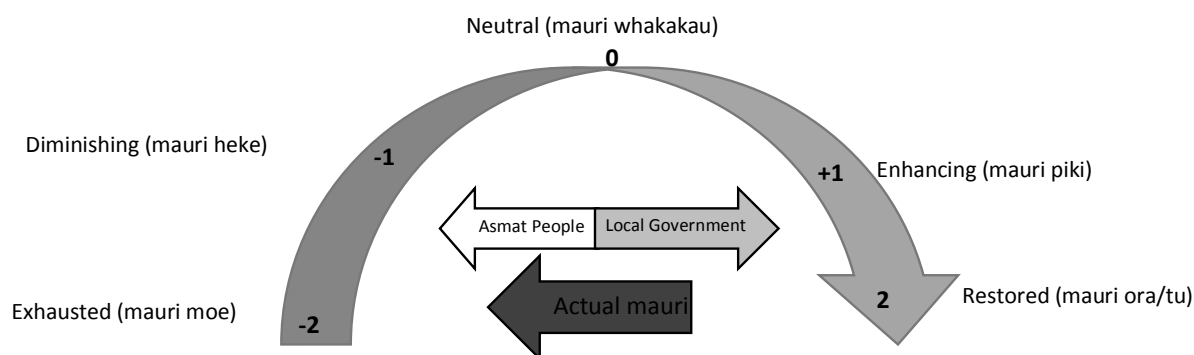 Neutral (mauri whakakau)
0
Diminishing (mauri heke)
-1
+1
Enhancing (mauri piki)
Asmat People
Local Government
Exhausted (mauri moe)
-2
Actual mauri
2
Restored (mauri ora/tu)